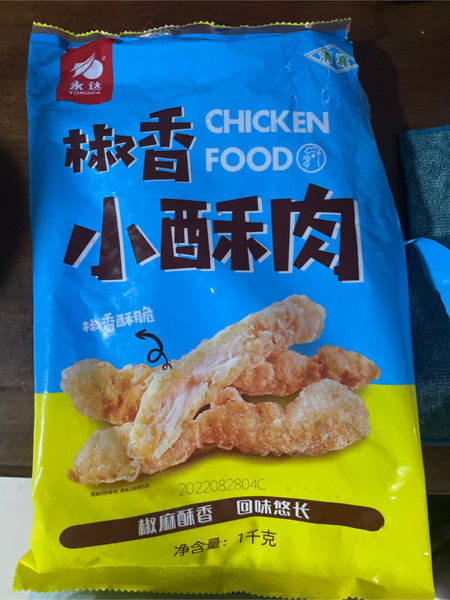 永达
YONGDA
清真
椒香
CHICKEN
FOOD
小酥肉
椒香酥脆
2022082804C
椒麻酥香 回味悠长
净含量: 1千克